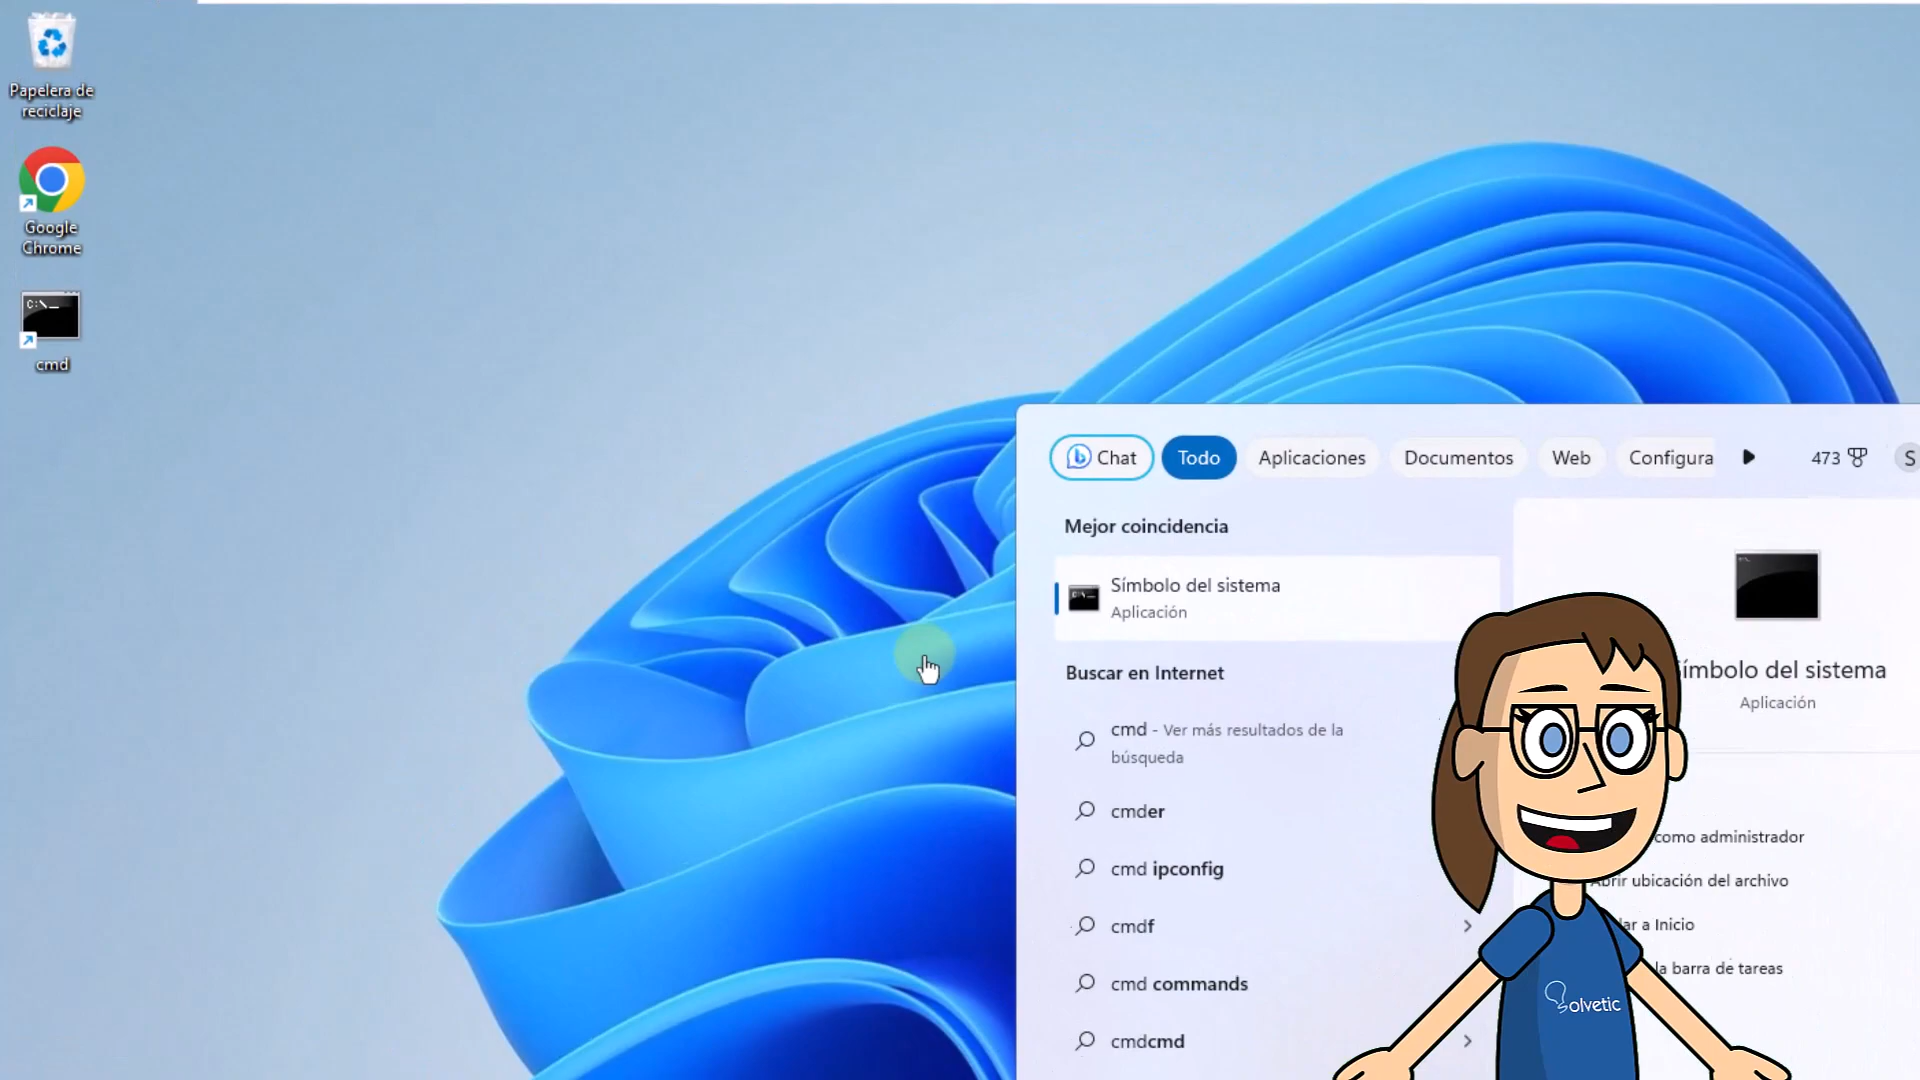 Papelera de
reciclaje
Google
Chrome
C:\_
cmd
Chat
Todo
Aplicaciones
Documentos
Web
Configura
473
S
Mejor coincidencia
Símbolo del sistema
Aplicación
Buscar en Internet
cmd - Ver más resultados de la
búsqueda
cmder
cmd ipconfig
cmdf
cmd commands
cmdcmd
ímbolo del sistema
Aplicación
como administrador
Abrir ubicación del archivo
lar a Inicio
la barra de tareas
Solvetic